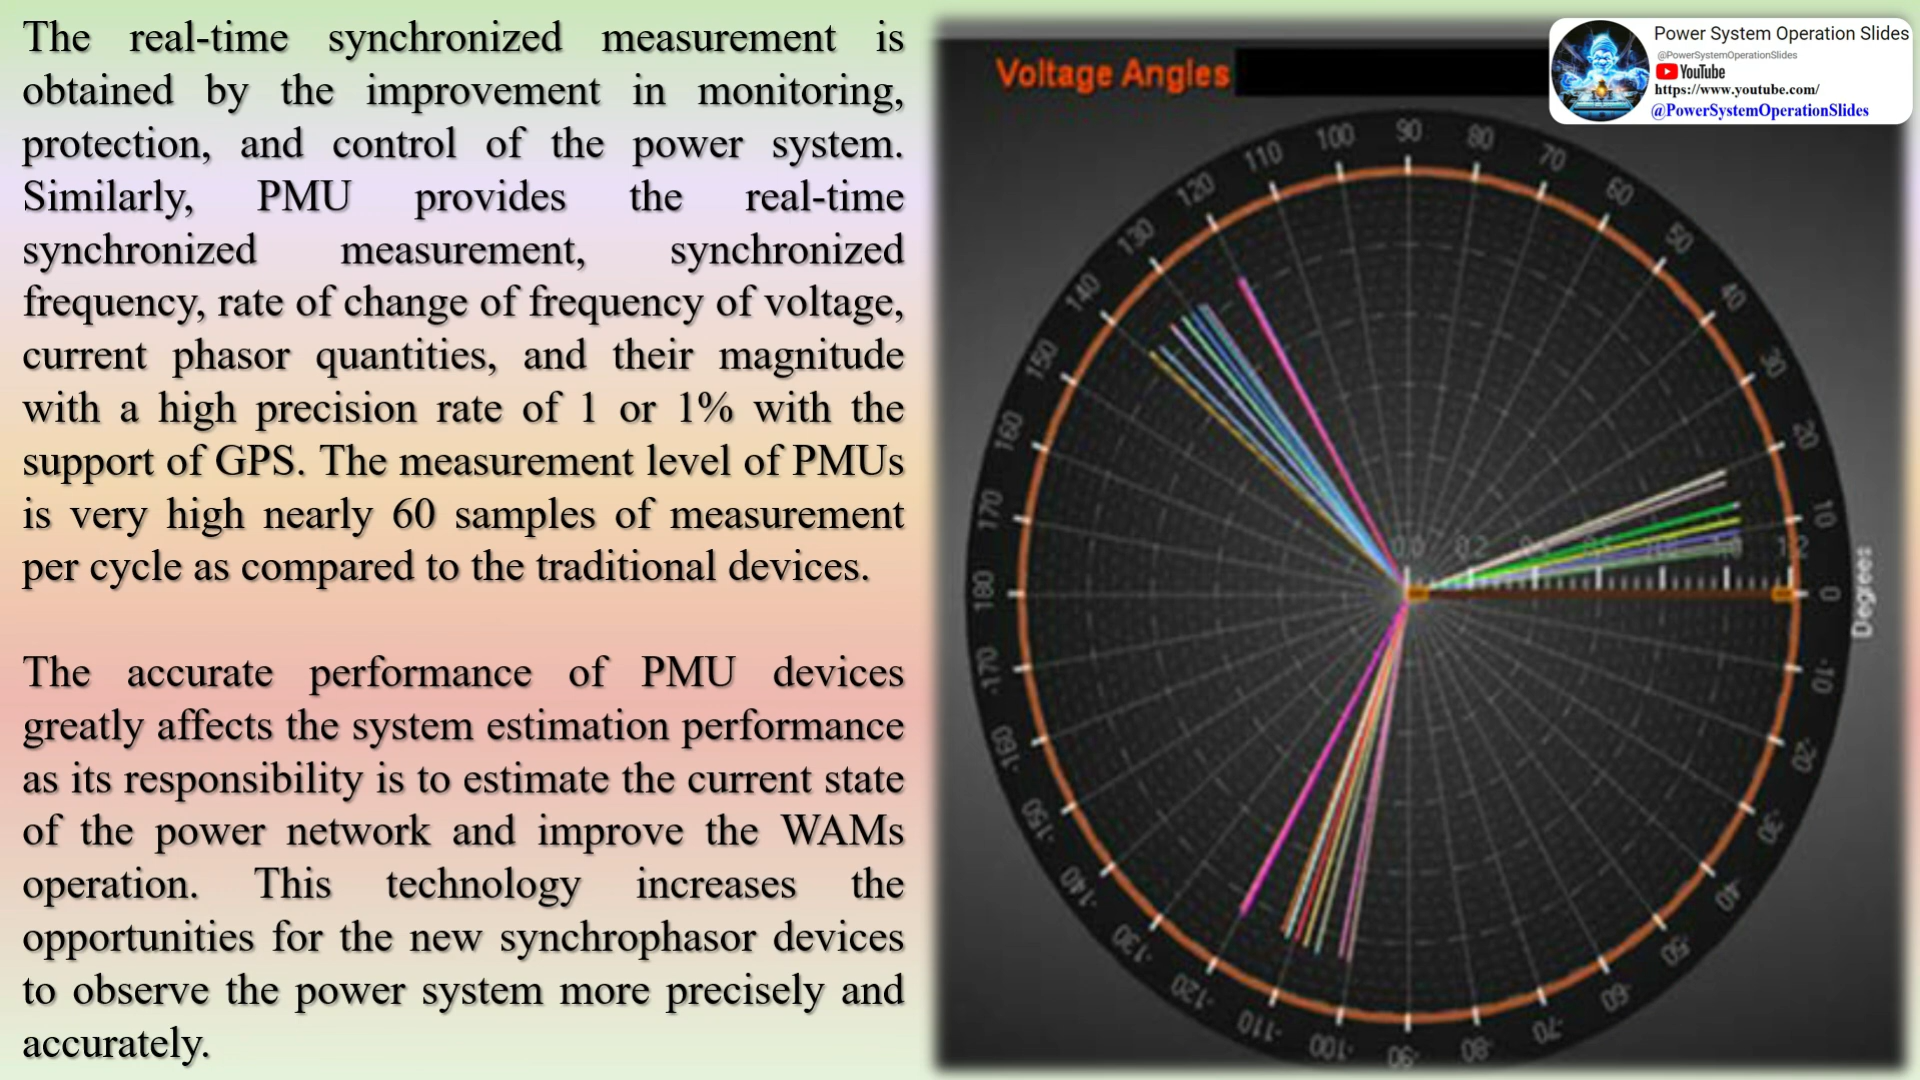 The real-time synchronized measurement is
obtained by the improvement in monitoring,
protection, and control of the power system.
Similarly, PMU provides the real-time
synchronized measurement, synchronized
frequency, rate of change of frequency of voltage,
current phasor quantities, and their magnitude
with a high precision rate of 1 or 1% with the
support of GPS. The measurement level of PMUs
is very high nearly 60 samples of measurement
per cycle as compared to the traditional devices.
The accurate performance of PMU devices
greatly affects the system estimation performance
as its responsibility is to estimate the current state
of the power network and improve the WAMs
operation. This technology increases the
opportunities for the new synchrophasor devices
to observe the power system more precisely and
accurately.
Voltage Angles
Power System Operation Slides
@PowerSystemOperationSlides
YouTube
https://www.youtube.com/
@PowerSystemOperationSlides
90
80
70
60
50
40
30
20
10
0
-10
-20
-30
-40
-50
-60
-70
-80
-90
-100
-110
-120
-130
-140
-150
-160
-170
180
170
160
150
140
130
120
110
100
0.0
0.2
1.2
Degrees